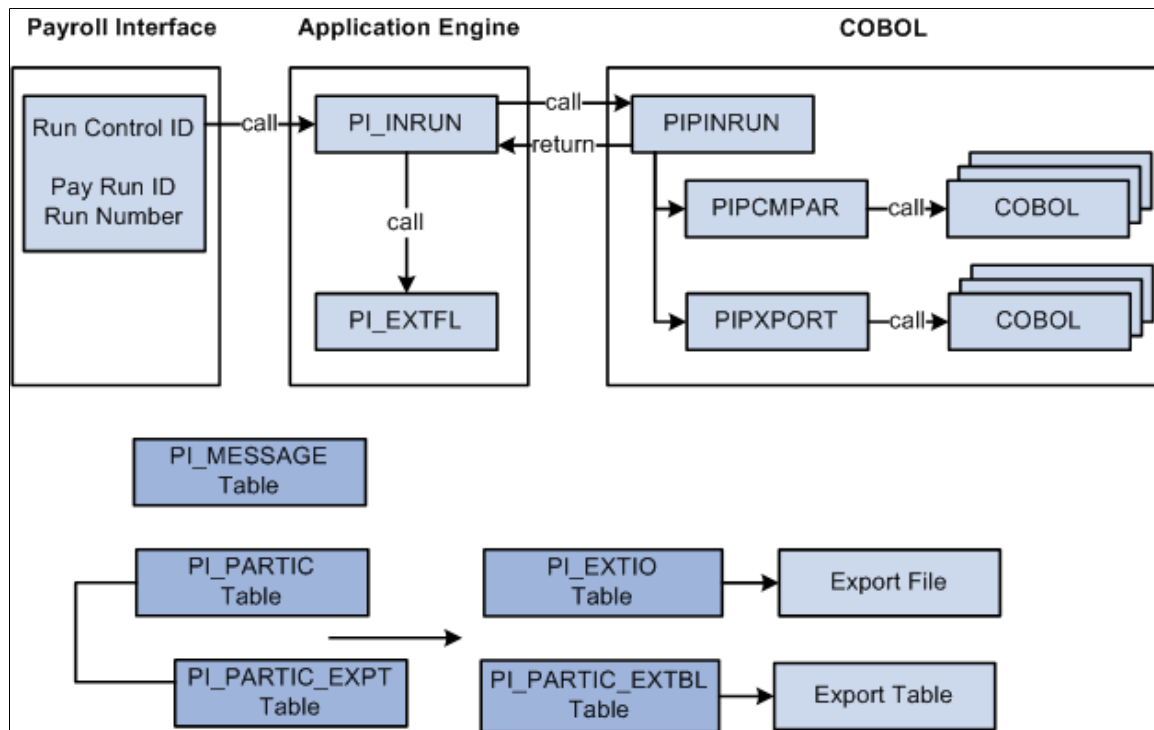 Payroll Interface
Application Engine
COBOL
Run Control ID
Pay Run ID
Run Number
call
PI_INRUN
call
return
PIPINRUN
call
PIPCMPAR
call
COBOL
PI_EXTFL
PIPXPORT
call
COBOL
PI_MESSAGE
Table
PI_PARTIC
Table
PI_EXTIO
Table
Export File
PI_PARTIC_EXPT
Table
PI_PARTIC_EXTBL
Table
Export Table